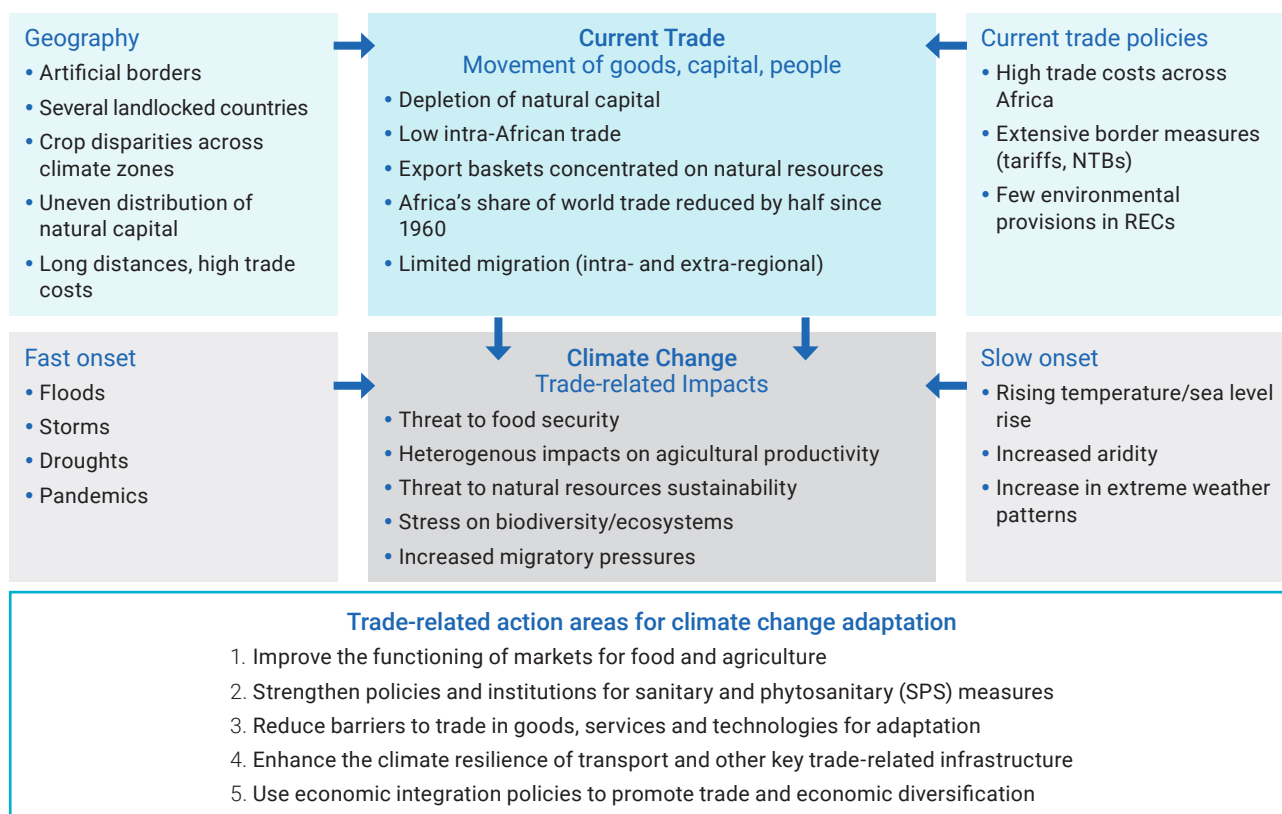 Geography
• Artificial borders
• Several landlocked countries
• Crop disparities across
climate zones
• Uneven distribution of
natural capital
• Long distances, high trade
costs
Current Trade
Movement of goods, capital, people
• Depletion of natural capital
• Low intra-African trade
• Export baskets concentrated on natural resources
• Africa’s share of world trade reduced by half since
1960
• Limited migration (intra- and extra-regional)
Current trade policies
• High trade costs across
Africa
• Extensive border measures
(tariffs, NTBs)
• Few environmental
provisions in RECs
Fast onset
• Floods
• Storms
• Droughts
• Pandemics
Climate Change
Trade-related Impacts
• Threat to food security
• Heterogenous impacts on agicultural productivity
• Threat to natural resources sustainability
• Stress on biodiversity/ecosystems
• Increased migratory pressures
Slow onset
• Rising temperature/sea level
rise
• Increased aridity
• Increase in extreme weather
patterns
Trade-related action areas for climate change adaptation
1. Improve the functioning of markets for food and agriculture
2. Strengthen policies and institutions for sanitary and phytosanitary (SPS) measures
3. Reduce barriers to trade in goods, services and technologies for adaptation
4. Enhance the climate resilience of transport and other key trade-related infrastructure
5. Use economic integration policies to promote trade and economic diversification